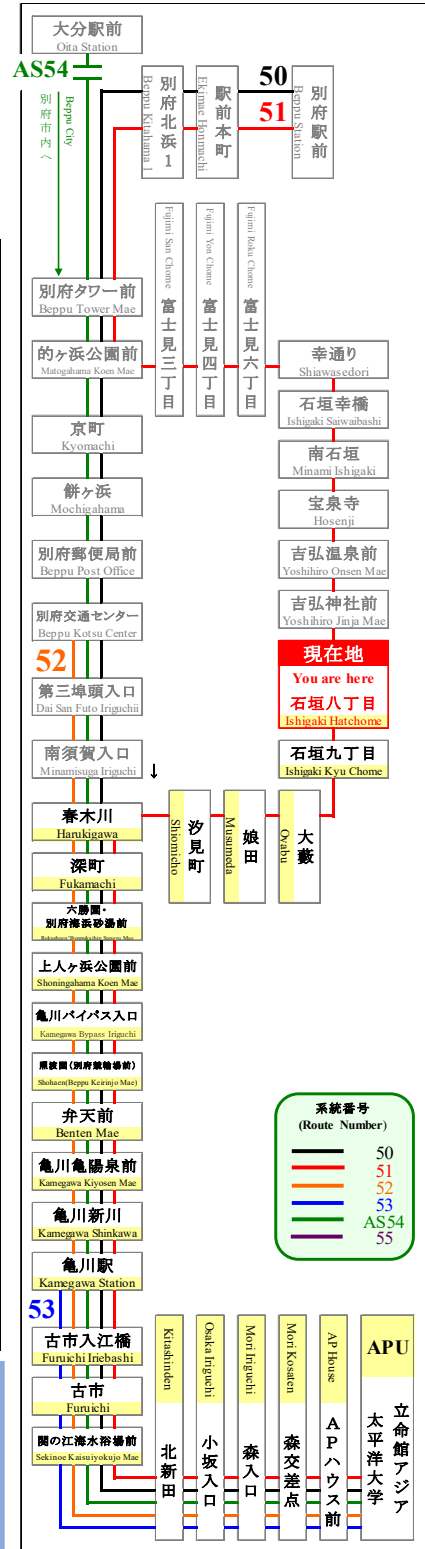 大分駅前
Oita Station
AS54
Beppu City
別府市内へ
50
51
別府北浜1
Beppu Kitahama 1
駅前本町
Ekimae Honmachi
別府駅前
Beppu Station
別府タワー前
Beppu Tower Mae
的ヶ浜公園前
Matogahama Koen Mae
Fujimi San Chome
富士見三丁目
Fujimi Yon Chome
富士見四丁目
Fujimi Roku Chome
富士見六丁目
幸通り
Shiawasedori
石垣幸橋
Ishigaki Saiwaibashi
南石垣
Minami Ishigaki
宝泉寺
Hosenji
吉弘温泉前
Yoshihiro Onsen Mae
吉弘神社前
Yoshihiro Jinja Mae
現在地
You are here
石垣八丁目
Ishigaki Hatchome
石垣九丁目
Ishigaki Kyu Chome
京町
Kyomachi
餅ヶ浜
Mochigahama
別府郵便局前
Beppu Post Office
別府交通センター
Beppu Kotsu Center
52
第三埠頭入口
Dai San Futo Iriguchii
南須賀入口
Minamisuga Iriguchi
↓
春木川
Harukigawa
汐見町
Shiomicho
娘田
Musumeda
大藪
Oyabu
深町
Fukamachi
六勝園・
別府海浜砂湯前
上人ヶ浜公園前
Shoningahama Koen Mae
亀川バイパス入口
Kamegawa Bypass Iriguchi
照波園(別府競輪場前)
Shohaen(Beppu Keirinjo Mae)
弁天前
Benten Mae
亀川亀陽泉前
Kamegawa Kiyosen Mae
亀川新川
Kamegawa Shinkawa
亀川駅
Kamegawa Station
53
古市入江橋
Furuichi Iriebashi
古市
Furuichi
関の江海水浴場前
Sekinoe Kaisuiyokujo Mae
系統番号
(Route Number)
50
51
52
53
AS54
55
Kitashinden
北新田
Osaka Iriguchi
小坂入口
Mori Iriguchi
森入口
Mori Kosaten
森交差点
AP House
APハウス前
APU
立命館アジア
太平洋大学